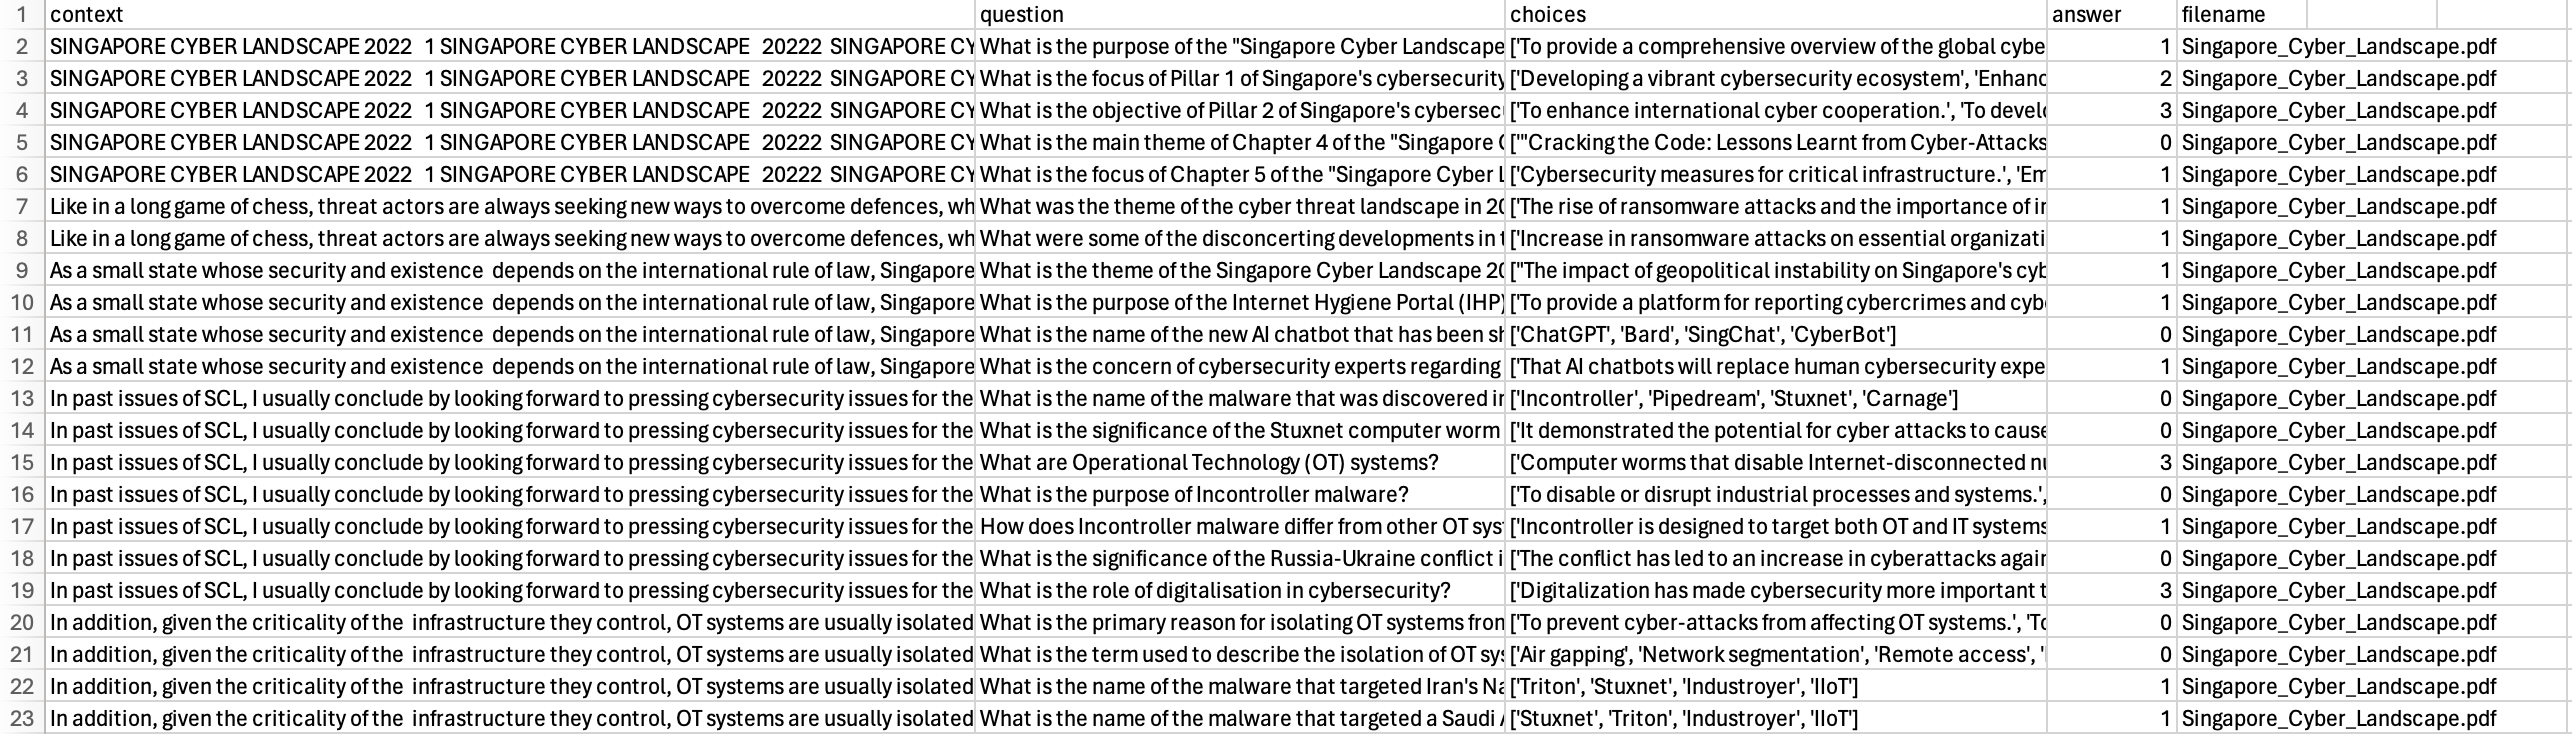 1 context question choices answer filename
2 SINGAPORE CYBER LANDSCAPE 2022 1 SINGAPORE CYBER LANDSCAPE 20222 SINGAPORE CY What is the purpose of the "Singapore Cyber Landscape ['To provide a comprehensive overview of the global cybe 1 Singapore_Cyber_Landscape.pdf
3 SINGAPORE CYBER LANDSCAPE 2022 1 SINGAPORE CYBER LANDSCAPE 20222 SINGAPORE CY What is the focus of Pillar 1 of Singapore's cybersecurity ['Developing a vibrant cybersecurity ecosystem', 'Enhanc 2 Singapore_Cyber_Landscape.pdf
4 SINGAPORE CYBER LANDSCAPE 2022 1 SINGAPORE CYBER LANDSCAPE 20222 SINGAPORE CY What is the objective of Pillar 2 of Singapore's cybersec ['To enhance international cyber cooperation.', 'To develo 3 Singapore_Cyber_Landscape.pdf
5 SINGAPORE CYBER LANDSCAPE 2022 1 SINGAPORE CYBER LANDSCAPE 20222 SINGAPORE CY What is the main theme of Chapter 4 of the "Singapore ['"Cracking the Code: Lessons Learnt from Cyber-Attacks 0 Singapore_Cyber_Landscape.pdf
6 SINGAPORE CYBER LANDSCAPE 2022 1 SINGAPORE CYBER LANDSCAPE 20222 SINGAPORE CY What is the focus of Chapter 5 of the "Singapore Cyber L ['Cybersecurity measures for critical infrastructure.', 'Em 1 Singapore_Cyber_Landscape.pdf
7 Like in a long game of chess, threat actors are always seeking new ways to overcome defences, wh What was the theme of the cyber threat landscape in 20 ['The rise of ransomware attacks and the importance of in 1 Singapore_Cyber_Landscape.pdf
8 Like in a long game of chess, threat actors are always seeking new ways to overcome defences, wh What were some of the disconcerting developments in t ['Increase in ransomware attacks on essential organizati 1 Singapore_Cyber_Landscape.pdf
9 As a small state whose security and existence depends on the international rule of law, Singapore What is the theme of the Singapore Cyber Landscape 20 ["The impact of geopolitical instability on Singapore's cyb 1 Singapore_Cyber_Landscape.pdf
10 As a small state whose security and existence depends on the international rule of law, Singapore What is the purpose of the Internet Hygiene Portal (IHP) ['To provide a platform for reporting cybercrimes and cybe 1 Singapore_Cyber_Landscape.pdf
11 As a small state whose security and existence depends on the international rule of law, Singapore What is the name of the new AI chatbot that has been sh ['ChatGPT', 'Bard', 'SingChat', 'CyberBot'] 0 Singapore_Cyber_Landscape.pdf
12 As a small state whose security and existence depends on the international rule of law, Singapore What is the concern of cybersecurity experts regarding ['That AI chatbots will replace human cybersecurity expe 1 Singapore_Cyber_Landscape.pdf
13 In past issues of SCL, I usually conclude by looking forward to pressing cybersecurity issues for the What is the name of the malware that was discovered in ['Incontroller', 'Pipedream', 'Stuxnet', 'Carnage'] 0 Singapore_Cyber_Landscape.pdf
14 In past issues of SCL, I usually conclude by looking forward to pressing cybersecurity issues for the What is the significance of the Stuxnet computer worm ['It demonstrated the potential for cyber attacks to cause 0 Singapore_Cyber_Landscape.pdf
15 In past issues of SCL, I usually conclude by looking forward to pressing cybersecurity issues for the What are Operational Technology (OT) systems? ['Computer worms that disable Internet-disconnected nu 3 Singapore_Cyber_Landscape.pdf
16 In past issues of SCL, I usually conclude by looking forward to pressing cybersecurity issues for the What is the purpose of Incontroller malware? ['To disable or disrupt industrial processes and systems.', 0 Singapore_Cyber_Landscape.pdf
17 In past issues of SCL, I usually conclude by looking forward to pressing cybersecurity issues for the How does Incontroller malware differ from other OT sys ['Incontroller is designed to target both OT and IT systems 1 Singapore_Cyber_Landscape.pdf
18 In past issues of SCL, I usually conclude by looking forward to pressing cybersecurity issues for the What is the significance of the Russia-Ukraine conflict i ['The conflict has led to an increase in cyberattacks again 0 Singapore_Cyber_Landscape.pdf
19 In past issues of SCL, I usually conclude by looking forward to pressing cybersecurity issues for the What is the role of digitalisation in cybersecurity? ['Digitalization has made cybersecurity more important t 3 Singapore_Cyber_Landscape.pdf
20 In addition, given the criticality of the infrastructure they control, OT systems are usually isolated What is the primary reason for isolating OT systems from ['To prevent cyber-attacks from affecting OT systems.', 'To 0 Singapore_Cyber_Landscape.pdf
21 In addition, given the criticality of the infrastructure they control, OT systems are usually isolated What is the term used to describe the isolation of OT sys ['Air gapping', 'Network segmentation', 'Remote access', ' 0 Singapore_Cyber_Landscape.pdf
22 In addition, given the criticality of the infrastructure they control, OT systems are usually isolated What is the name of the malware that targeted Iran's Na ['Triton', 'Stuxnet', 'Industroyer', 'IIoT'] 1 Singapore_Cyber_Landscape.pdf
23 In addition, given the criticality of the infrastructure they control, OT systems are usually isolated What is the name of the malware that targeted a Saudi ['Stuxnet', 'Triton', 'Industroyer', 'IIoT'] 1 Singapore_Cyber_Landscape.pdf